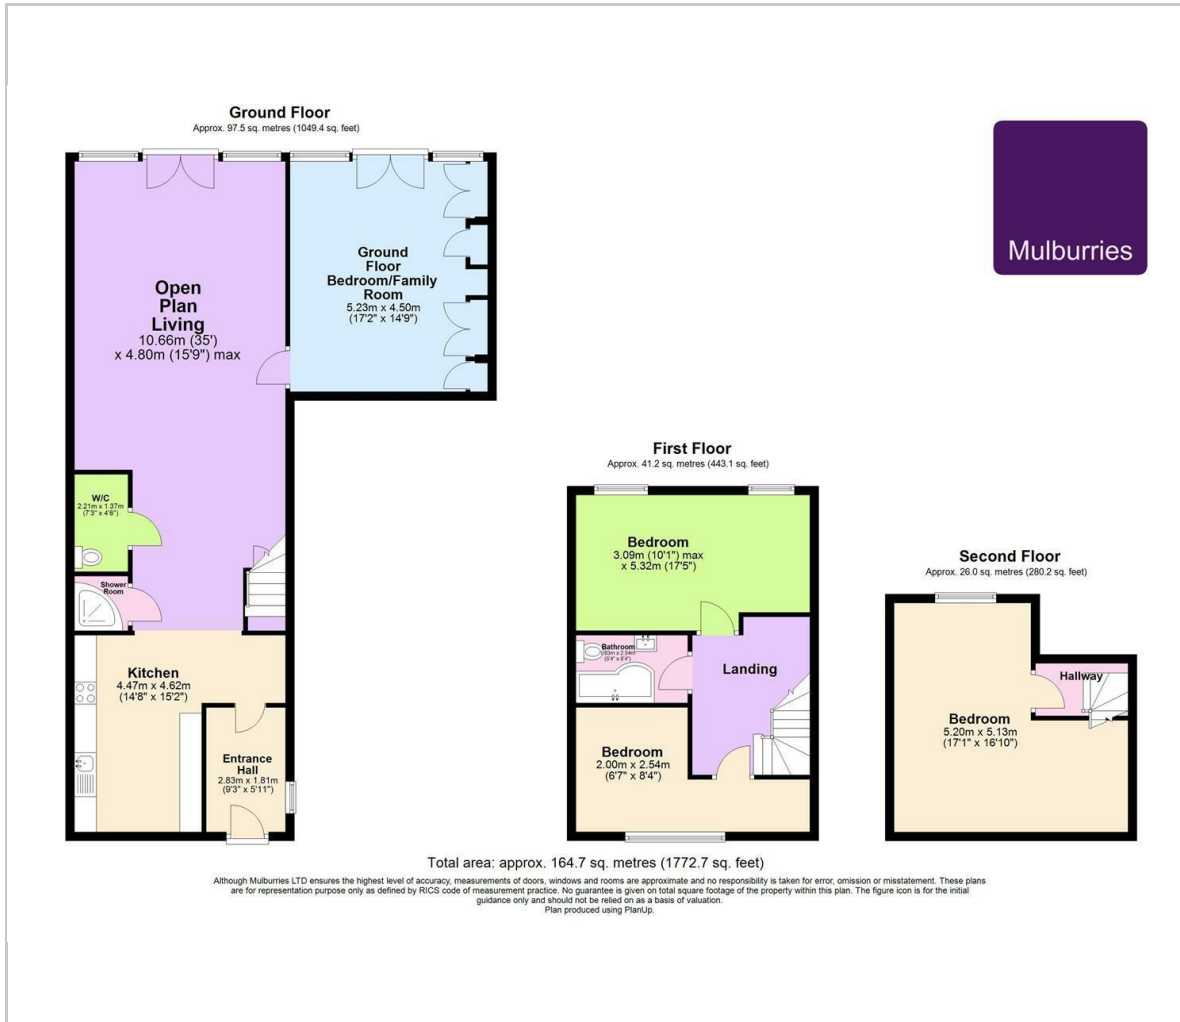 Ground Floor
Approx. 97.5 sq. metres (1049.4 sq. feet)
Mulburries
Ground
Floor
Bedroom/Family
Room
5.23m x 4.50m
(17'2" x 14'9")
Open
Plan
Living
10.66m (35')
x 4.80m (15'9") max
W/C
2.21m x 1.37m
(7'3" x 4'6")
Shower
Room
Kitchen
4.47m x 4.62m
(14'8" x 15'2")
Entrance
Hall
2.83m x 1.81m
(9'3" x 5'11")
First Floor
Approx. 41.2 sq. metres (443.1 sq. feet)
Bedroom
3.09m (10'1") max
x 5.32m (17'5")
Bathroom
1.63m x 2.54m
(5'4" x 8'4")
Landing
Bedroom
2.00m x 2.54m
(6'7" x 8'4")
Second Floor
Approx. 26.0 sq. metres (280.2 sq. feet)
Hallway
Bedroom
5.20m x 5.13m
(17'1" x 16'10")
Total area: approx. 164.7 sq. metres (1772.7 sq. feet)
Although Mulburries LTD ensures the highest level of accuracy, measurements of doors, windows and rooms are approximate and no responsibility is taken for error, omission or misstatement. These plans
are for representation purpose only as defined by RICS code of measurement practice. No guarantee is given on total square footage of the property within this plan. The figure icon is for the initial
guidance only and should not be relied on as a basis of valuation.
Plan produced using PlanUp.